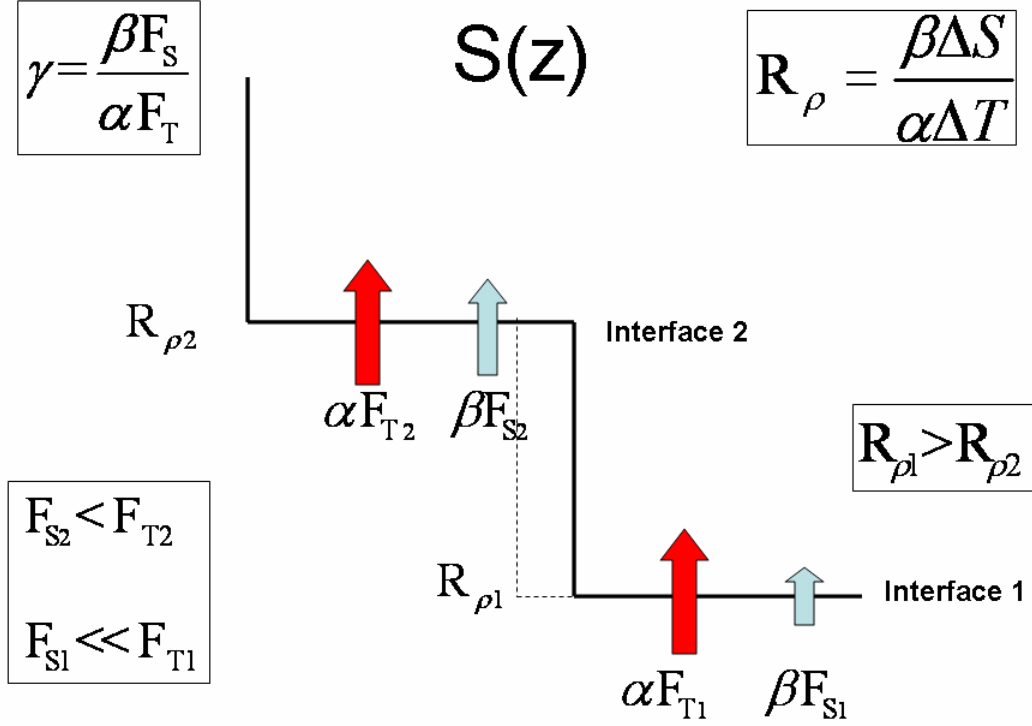 γ = βF_S / αF_T
S(z)
R_ρ = βΔS / αΔT
R_ρ2
Interface 2
αF_T2
βF_S2
R_ρ1 > R_ρ2
F_S2 < F_T2
R_ρ1
Interface 1
F_S1 << F_T1
αF_T1
βF_S1